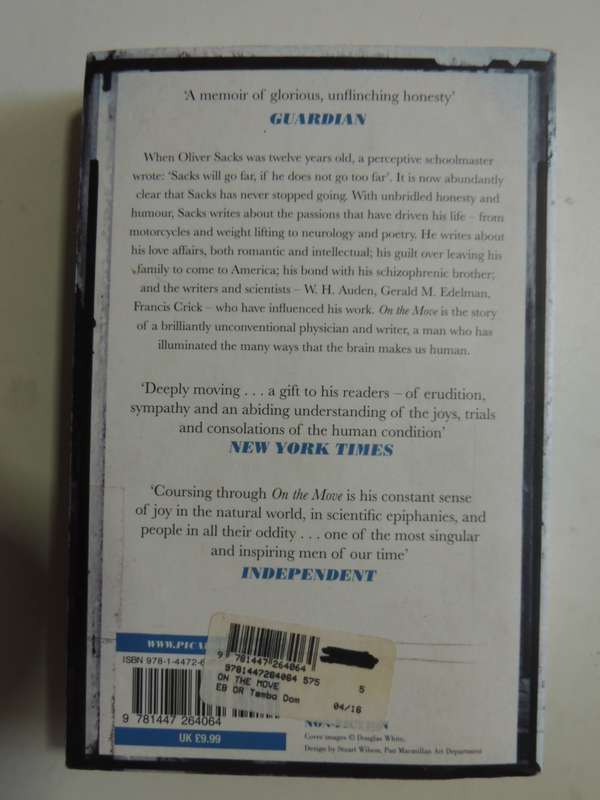 ‘A memoir of glorious, unflinching honesty’
GUARDIAN
When Oliver Sacks was twelve years old, a perceptive schoolmaster
wrote: ‘Sacks will go far, if he does not go too far’. It is now abundantly
clear that Sacks has never stopped going. With unbridled honesty and
humour, Sacks writes about the passions that have driven his life – from
motorcycles and weight lifting to neurology and poetry. He writes about
his love affairs, both romantic and intellectual; his guilt over leaving his
family to come to America; his bond with his schizophrenic brother;
and the writers and scientists – W. H. Auden, Gerald M. Edelman,
Francis Crick – who have influenced his work. On the Move is the story
of a brilliantly unconventional physician and writer, a man who has
illuminated the many ways that the brain makes us human.
‘Deeply moving . . . a gift to his readers – of erudition,
sympathy and an abiding understanding of the joys, trials
and consolations of the human condition’
NEW YORK TIMES
‘Coursing through On the Move is his constant sense
of joy in the natural world, in scientific epiphanies, and
people in all their oddity . . . one of the most singular
and inspiring men of our time’
INDEPENDENT
ISBN 978-1-4472-6
9 781447 264064
UK £9.99
9 781447 264064
9781447264064 575
ON THE MOVE 5
EB OR Tambo Dom
04/16
Cover images © Douglas White,
Design by Stuart Wilson, Pan Macmillan Art Department